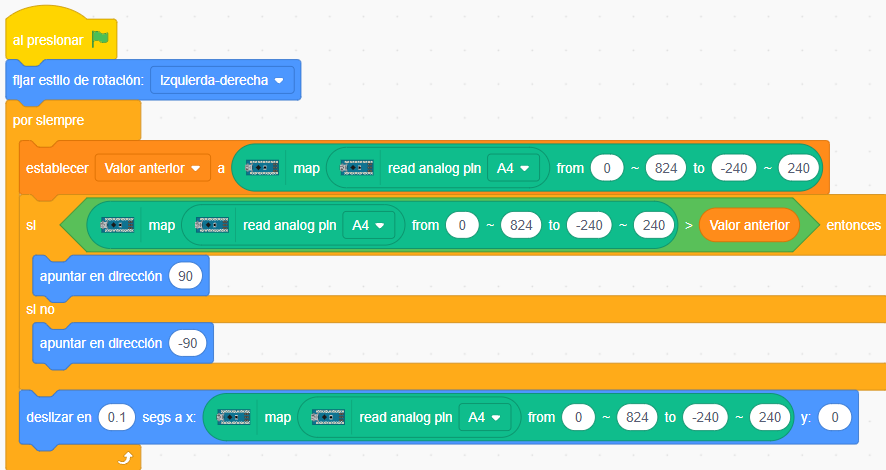 al presionar
fijar estilo de rotación: izquierda-derecha
por siempre
establecer Valor anterior a map read analog pin A4 from 0 ~ 824 to -240 ~ 240
si map read analog pin A4 from 0 ~ 824 to -240 ~ 240 > Valor anterior entonces
apuntar en dirección 90
si no
apuntar en dirección -90
deslizar en 0.1 segs a x: map read analog pin A4 from 0 ~ 824 to -240 ~ 240 y: 0